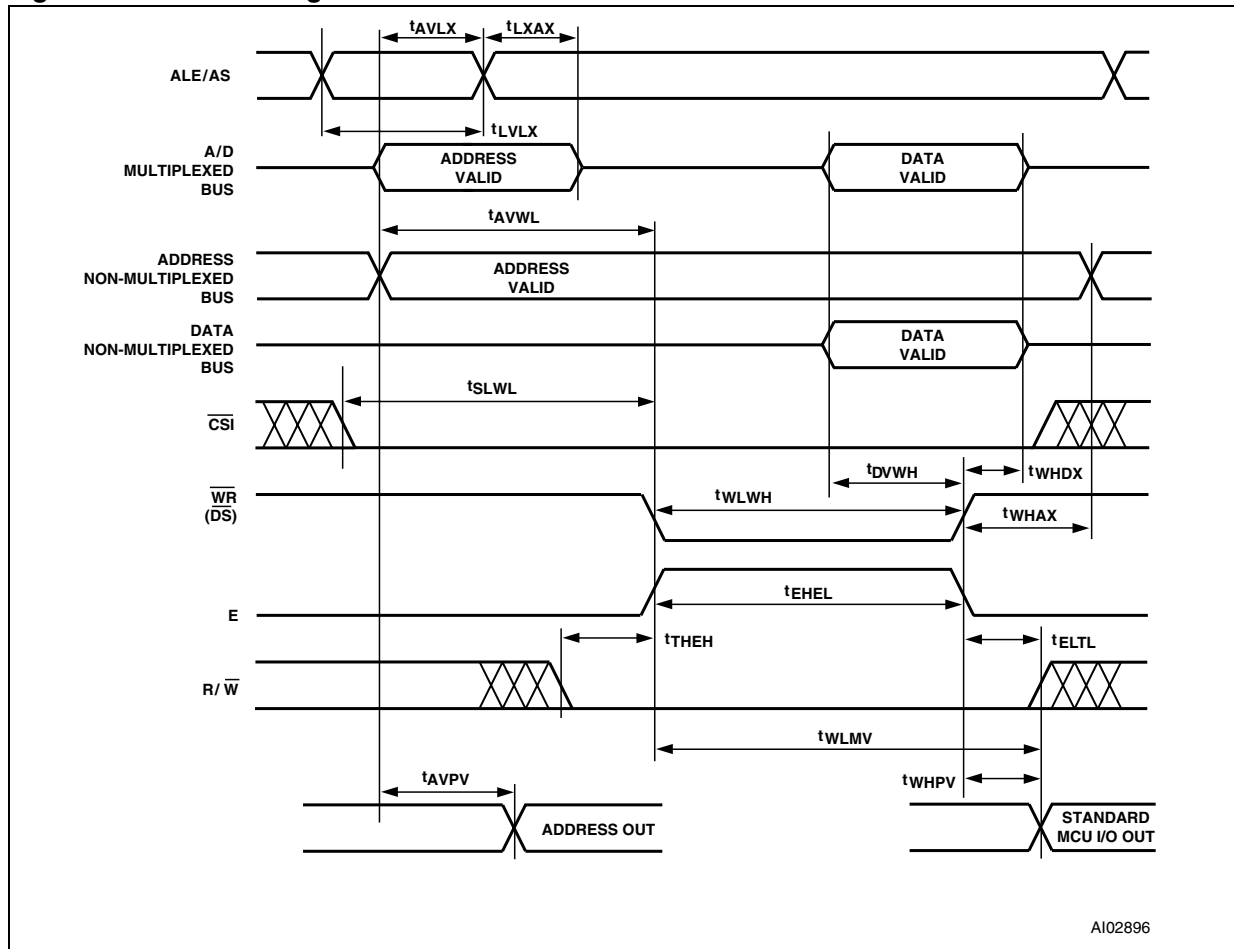 tAVLX
tLXAX
ALE/AS
tLVLX
A/D
MULTIPLEXED
BUS
ADDRESS
VALID
DATA
VALID
tAVWL
ADDRESS
NON-MULTIPLEXED
BUS
ADDRESS
VALID
DATA
NON-MULTIPLEXED
BUS
DATA
VALID
tSLWL
CSI
tDVWH
tWHDX
WR
(DS)
tWLWH
tWHAX
tEHEL
E
tTHEH
tELTL
R/ W
tWLMV
tAVPV
tWHPV
ADDRESS OUT
STANDARD
MCU I/O OUT
AI02896